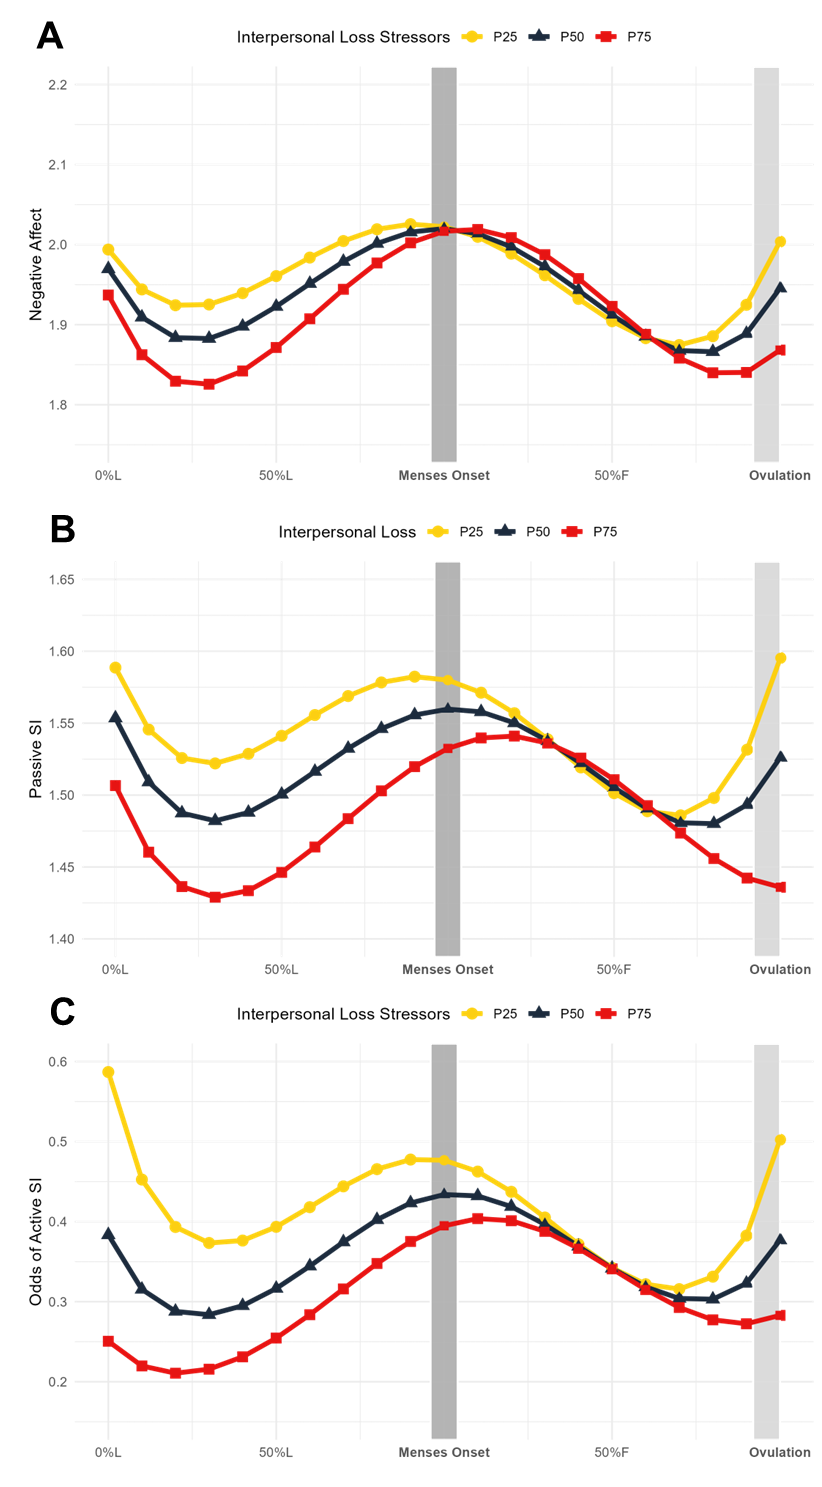 A
Interpersonal Loss Stressors P25 P50 P75
2.2
2.1
2.0
1.9
1.8
Negative Affect
0%L 50%L Menses Onset 50%F Ovulation
B
Interpersonal Loss P25 P50 P75
1.65
1.60
1.55
1.50
1.45
1.40
Passive SI
0%L 50%L Menses Onset 50%F Ovulation
C
Interpersonal Loss Stressors P25 P50 P75
0.6
0.5
0.4
0.3
0.2
Odds of Active SI
0%L 50%L Menses Onset 50%F Ovulation